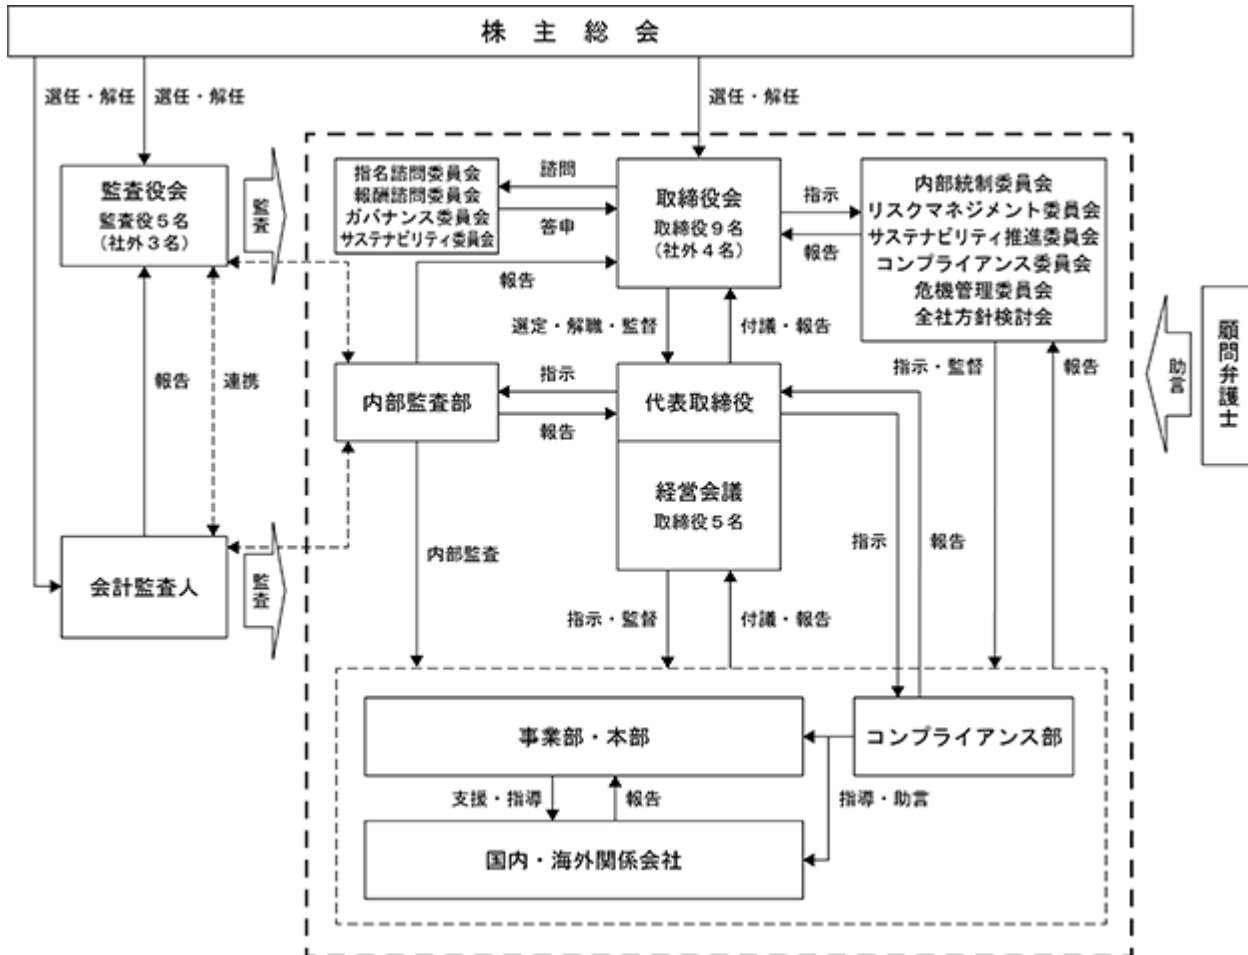 株主総会
選任・解任
選任・解任
選任・解任
監査役会
監査役5名
(社外3名)
監査
指名諮問委員会
報酬諮問委員会
ガバナンス委員会
サステナビリティ委員会
諮問
答申
取締役会
取締役9名
(社外4名)
指示
報告
内部統制委員会
リスクマネジメント委員会
サステナビリティ推進委員会
コンプライアンス委員会
危機管理委員会
全社方針検討会
報告
選定・解職・監督
付議・報告
指示・監督
報告
助言
顧問弁護士
報告
連携
内部監査部
指示
報告
代表取締役
経営会議
取締役5名
会計監査人
監査
内部監査
指示
報告
指示・監督
付議・報告
事業部・本部
コンプライアンス部
支援・指導
報告
指導・助言
国内・海外関係会社